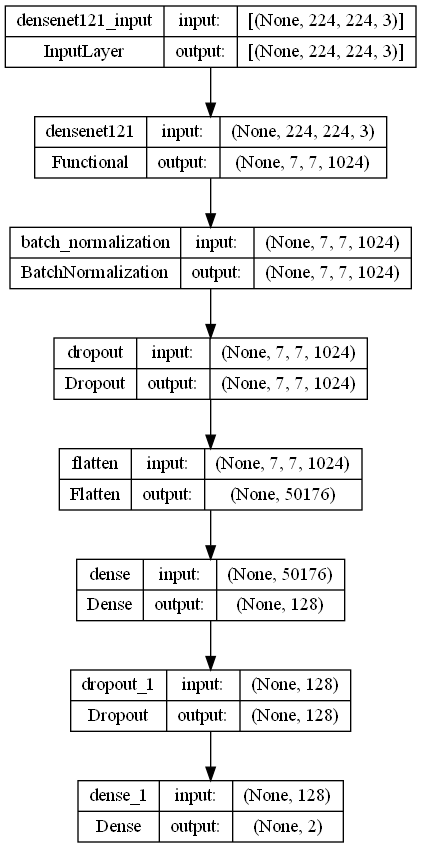 densenet121_input input: [(None, 224, 224, 3)]
InputLayer output: [(None, 224, 224, 3)]
densenet121 input: (None, 224, 224, 3)
Functional output: (None, 7, 7, 1024)
batch_normalization input: (None, 7, 7, 1024)
BatchNormalization output: (None, 7, 7, 1024)
dropout input: (None, 7, 7, 1024)
Dropout output: (None, 7, 7, 1024)
flatten input: (None, 7, 7, 1024)
Flatten output: (None, 50176)
dense input: (None, 50176)
Dense output: (None, 128)
dropout_1 input: (None, 128)
Dropout output: (None, 128)
dense_1 input: (None, 128)
Dense output: (None, 2)